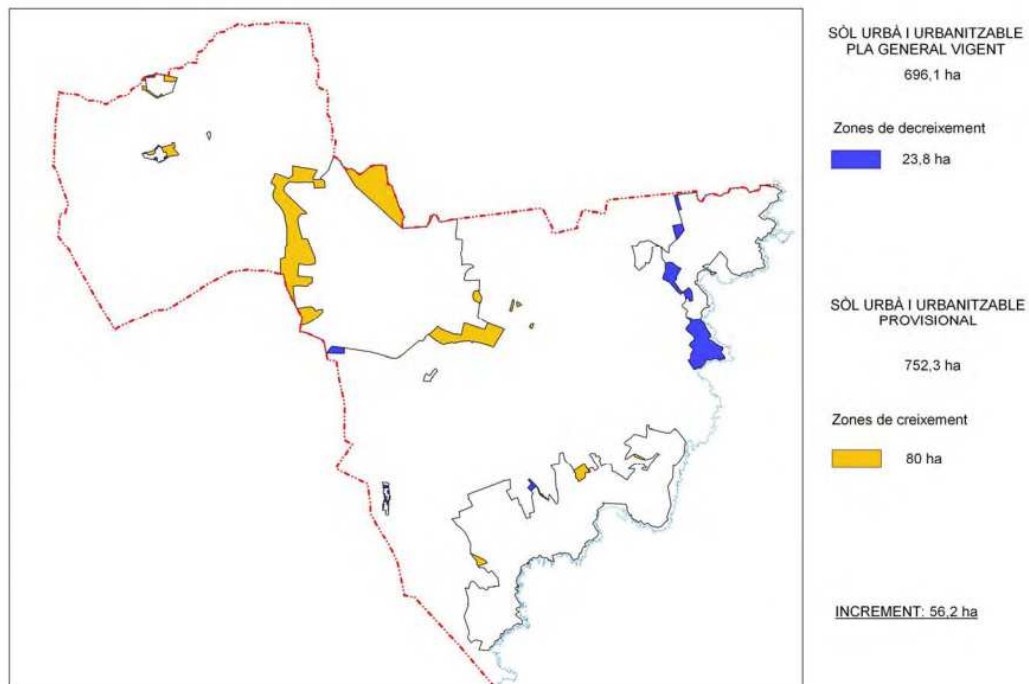 SÒL URBÀ I URBANITZABLE
PLA GENERAL VIGENT
696,1 ha
Zones de decreixement
23,8 ha
SÒL URBÀ I URBANITZABLE
PROVISIONAL
752,3 ha
Zones de creixement
80 ha
INCREMENT: 56,2 ha